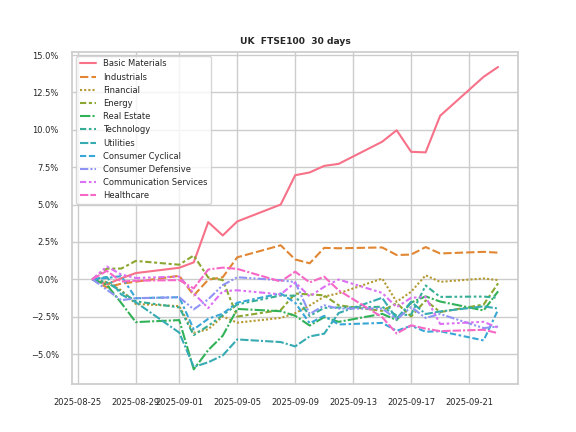 UK  FTSE100  30 days
15.0%
12.5%
10.0%
7.5%
5.0%
2.5%
0.0%
−2.5%
−5.0%
Basic Materials
Industrials
Financial
Energy
Real Estate
Technology
Utilities
Consumer Cyclical
Consumer Defensive
Communication Services
Healthcare
2025-08-25 2025-08-29 2025-09-01 2025-09-05 2025-09-09 2025-09-13 2025-09-17 2025-09-21